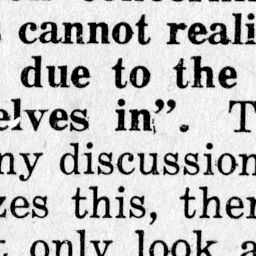 cannot reali
due to the
elves in”. T
ny discussion
zes this, ther
only look a